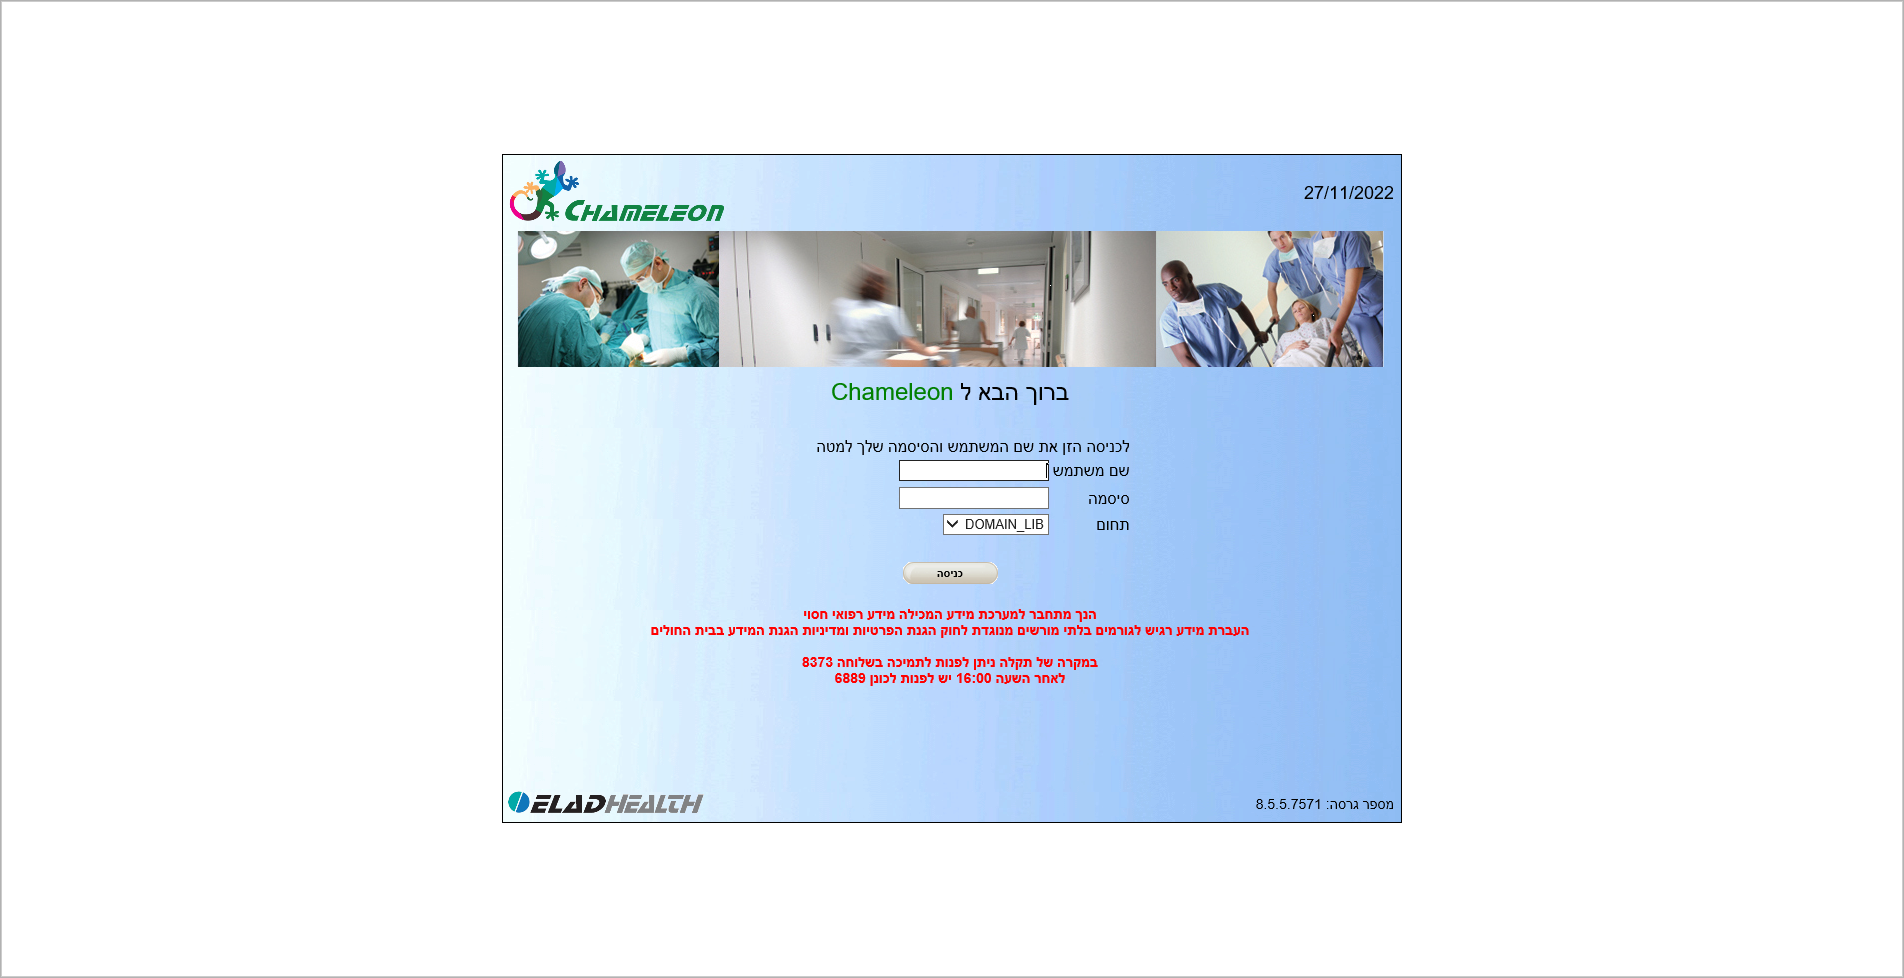 CHAMELEON
27/11/2022
ברוך הבא ל Chameleon
לכניסה הזן את שם המשתמש והסיסמה שלך למטה
שם משתמש
סיסמה
תחום DOMAIN_LIB
כניסה
הנך מתחבר למערכת מידע המכילה מידע רפואי חסוי
העברת מידע רגיש לגורמים בלתי מורשים מנוגדת לחוק הגנת הפרטיות ומדיניות הגנת המידע בבית החולים
במקרה של תקלה ניתן לפנות לתמיכה בשלוחה 8373
לאחר השעה 16:00 יש לפנות לכונן 6889
ELADHEALTH
מספר גרסה: 8.5.5.7571